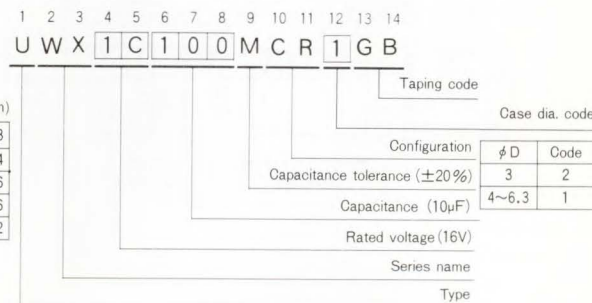 1 2 3 4 5 6 7 8 9 10 11 12 13 14
U W X 1 C 1 0 0 M C R 1 G B
Taping code
Case dia. code
Configuration
Capacitance tolerance (±20%)
Capacitance (10μF)
Rated voltage (16V)
Series name
Type
φD Code
3 2
4~6.3 1